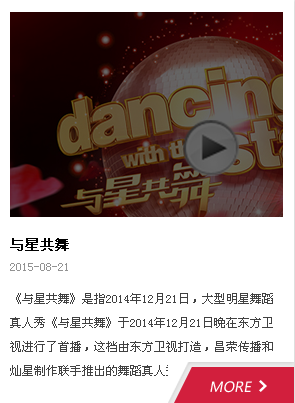 dancing
with the
sta
与星共舞
与星共舞
2015-08-21
《与星共舞》是指2014年12月21日，大型明星舞蹈
真人秀《与星共舞》于2014年12月21日晚在东方卫
视进行了首播，这档由东方卫视打造，昌荣传播和
灿星制作联手推出的舞蹈真人
MORE